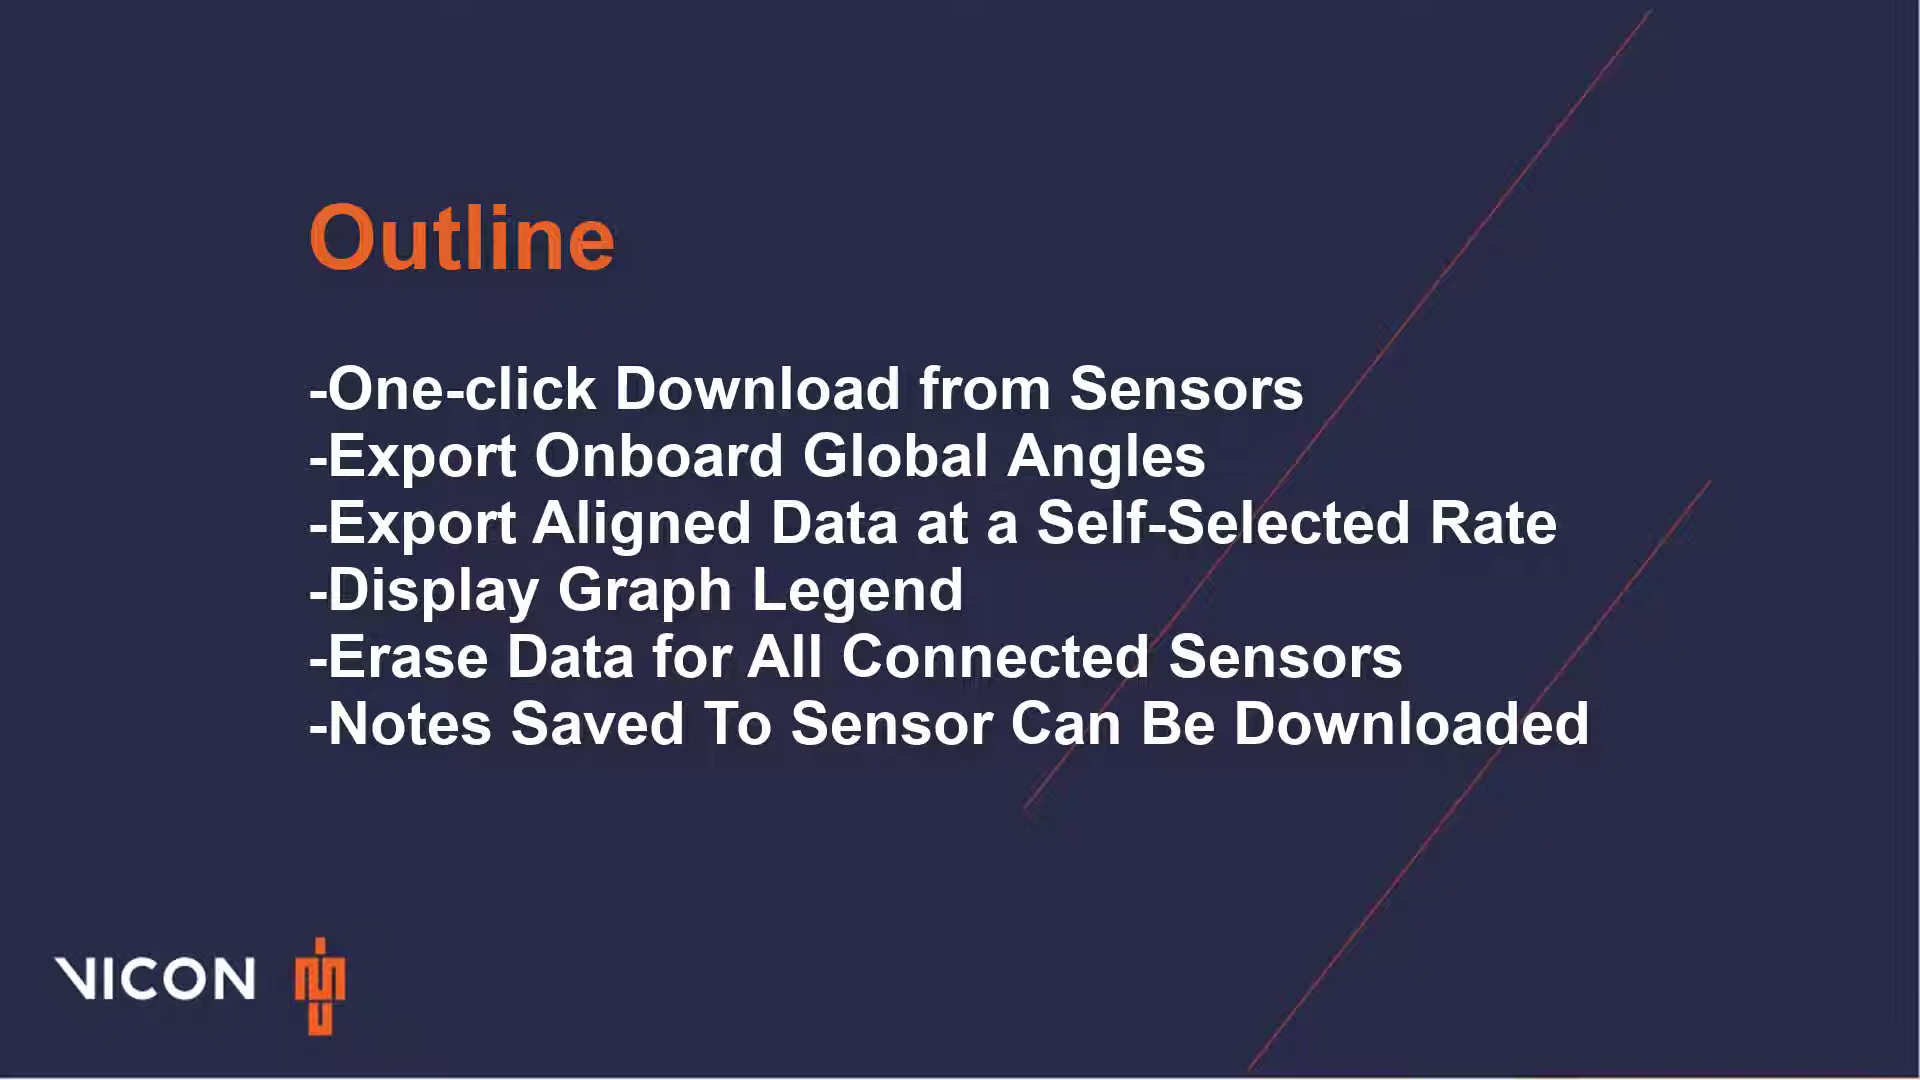 Outline
-One-click Download from Sensors
-Export Onboard Global Angles
-Export Aligned Data at a Self-Selected Rate
-Display Graph Legend
-Erase Data for All Connected Sensors
-Notes Saved To Sensor Can Be Downloaded
VICON